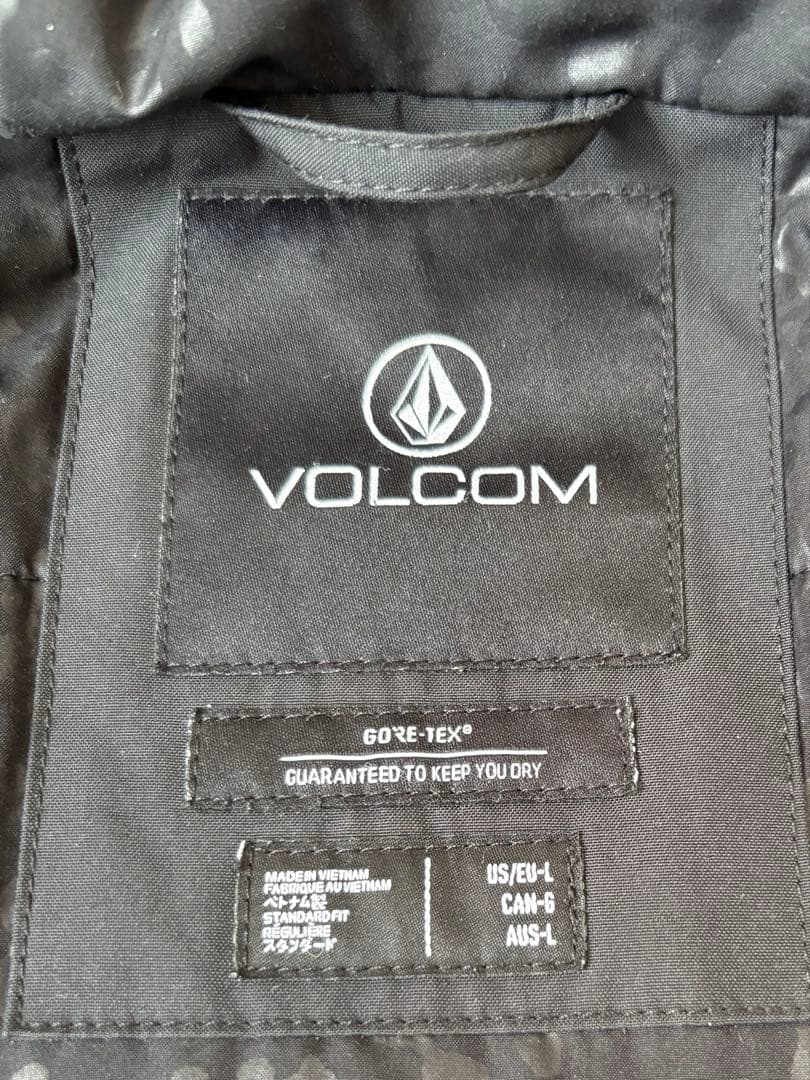 VOLCOM
GORE-TEX®
GUARANTEED TO KEEP YOU DRY
MADE IN VIETNAM
FABRIQUE AU VIETNAM
ベトナム製
STANDARD FIT
RÉGULIÈRE
スタンダード
US/EU-L
CAN-G
AUS-L